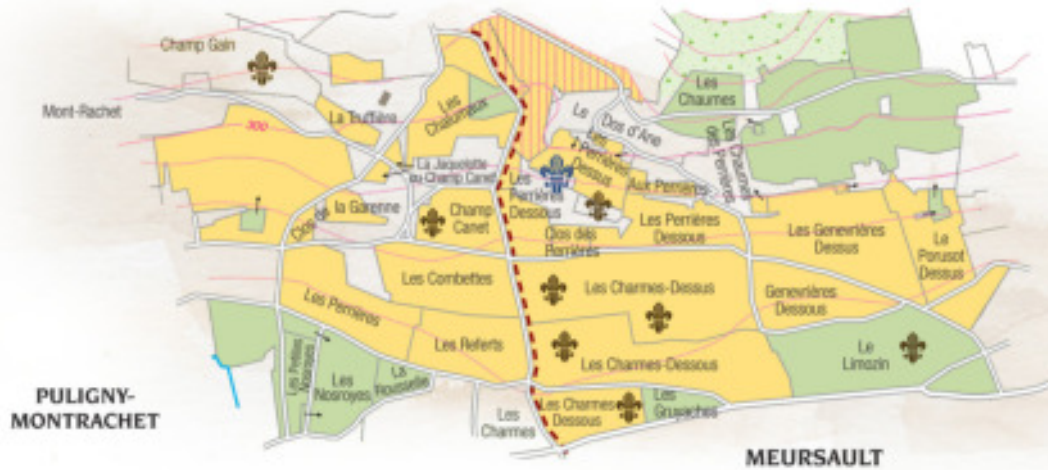 Champ Gain
Mont-Rachet
300
La Truffière
Les
Chalumaux
La Jaquelotte
ou Champ Canet
Clos de
la Garenne
Champ
Canet
Les Combettes
Les Perrières
Les Referts
Les Petites
Nosroyes
Les
Nosroyes
La
Rousselle
Les
Charmes
PULIGNY-
MONTRACHET
Les
Perrières
Dessous
Les
Perrières
Dessus
Ls
Dos d'Ane
Aux Perrières
Clos des
Perrières
Les Perrières
Dessous
Les
Chaumes
Les Chaumes
des Perrières
Les Genevrières
Dessus
Le
Porusot
Dessus
Les Charmes-Dessus
Genevrières
Dessous
Les Charmes-Dessous
Le
Limozin
Les Charmes-
Dessous
Les
Gruyaches
MEURSAULT